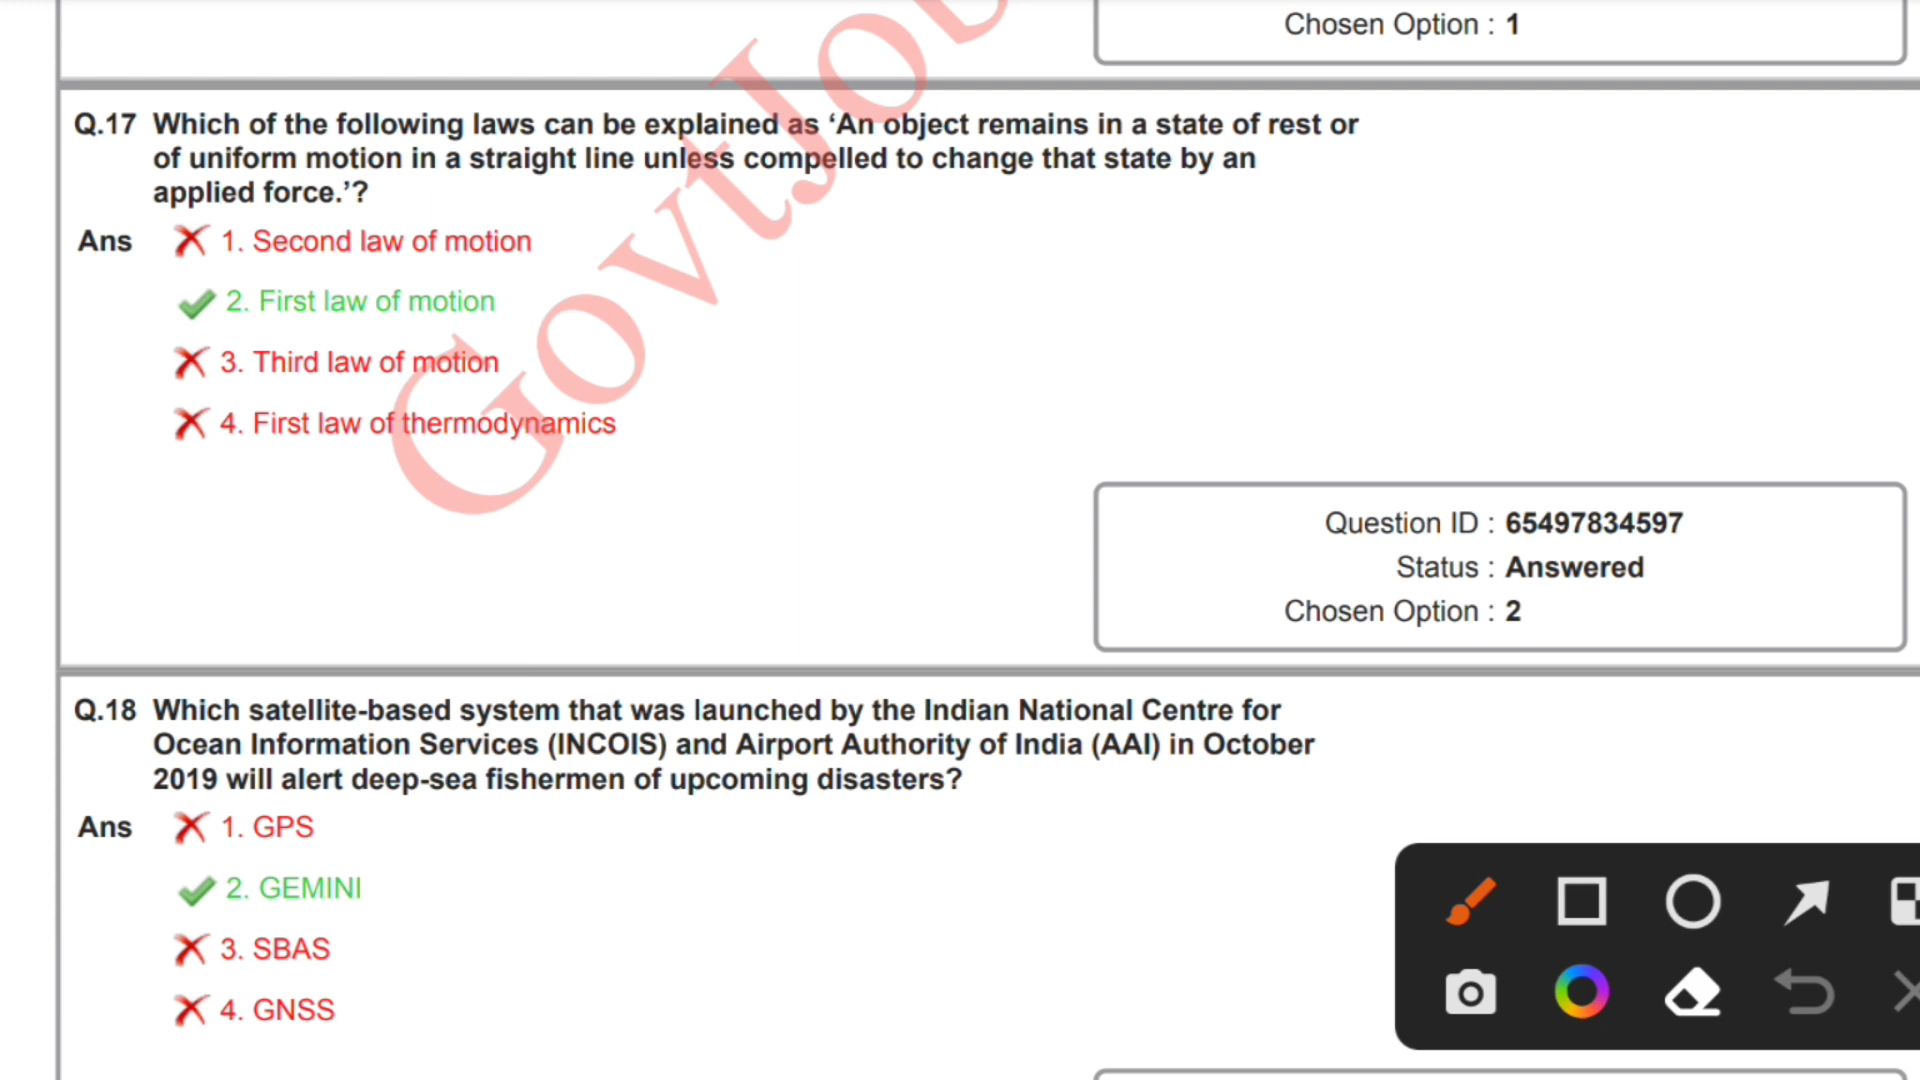 Chosen Option : 1
Q.17 Which of the following laws can be explained as ‘An object remains in a state of rest or
of uniform motion in a straight line unless compelled to change that state by an
applied force.’?
Ans 1. Second law of motion
2. First law of motion
3. Third law of motion
4. First law of thermodynamics
Question ID : 65497834597
Status : Answered
Chosen Option : 2
Q.18 Which satellite-based system that was launched by the Indian National Centre for
Ocean Information Services (INCOIS) and Airport Authority of India (AAI) in October
2019 will alert deep-sea fishermen of upcoming disasters?
Ans 1. GPS
2. GEMINI
3. SBAS
4. GNSS